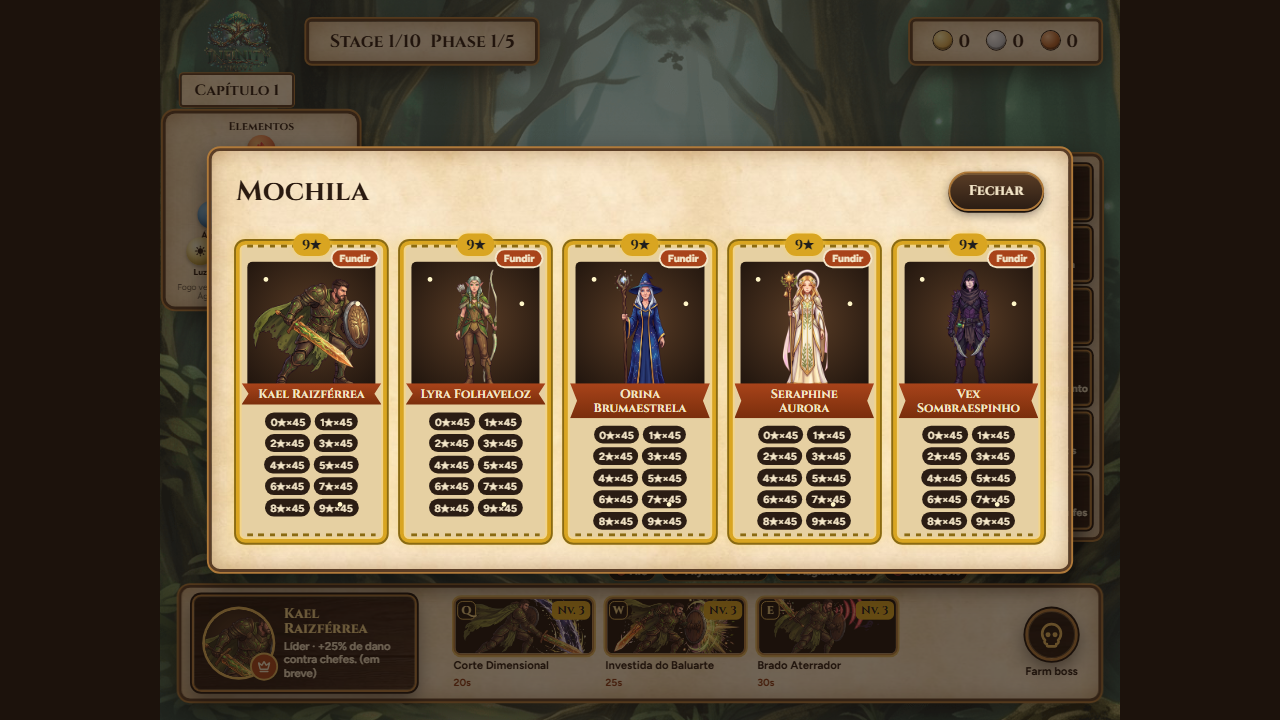 Stage 1/10 Phase 1/5
0 0 0
Capítulo 1
Elementos
Mochila
Fechar
9★
Fundir
Kael Raizférrea
0★×45 1★×45
2★×45 3★×45
4★×45 5★×45
6★×45 7★×45
8★×45 9★×45
9★
Fundir
Lyra Folhaveloz
0★×45 1★×45
2★×45 3★×45
4★×45 5★×45
6★×45 7★×45
8★×45 9★×45
9★
Fundir
Orina
Brumaestrela
0★×45 1★×45
2★×45 3★×45
4★×45 5★×45
6★×45 7★×45
8★×45 9★×45
9★
Fundir
Seraphine
Aurora
0★×45 1★×45
2★×45 3★×45
4★×45 5★×45
6★×45 7★×45
8★×45 9★×45
9★
Fundir
Vex
Sombraespinho
0★×45 1★×45
2★×45 3★×45
4★×45 5★×45
6★×45 7★×45
8★×45 9★×45
Kael
Raizférrea
Líder · +25% de dano
contra chefes. (em
breve)
Q Nv. 3
Corte Dimensional
20s
W Nv. 3
Investida do Baluarte
25s
E Nv. 3
Brado Aterrador
30s
Farm boss